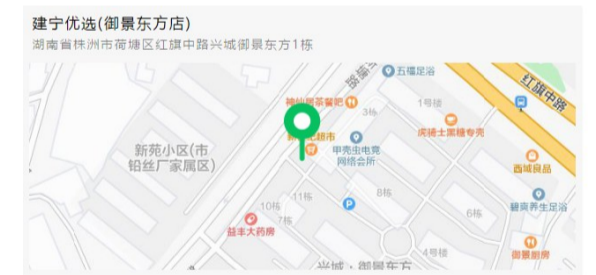 建宁优选(御景东方店)
湖南省株洲市荷塘区红旗中路兴城御景东方1栋
五福足浴
红旗中路
神仙居茶餐吧
3栋
1号楼
虎掻土黑糖专卖
超市
甲壳虫电竞
网络会所
新苑小区(市
铅丝厂家属区)
西城良品
8栋
11栋
10栋
7栋
P
6栋
碧爽养生足浴
益丰大药房
4号楼
御景厨房
兴城·御景东方